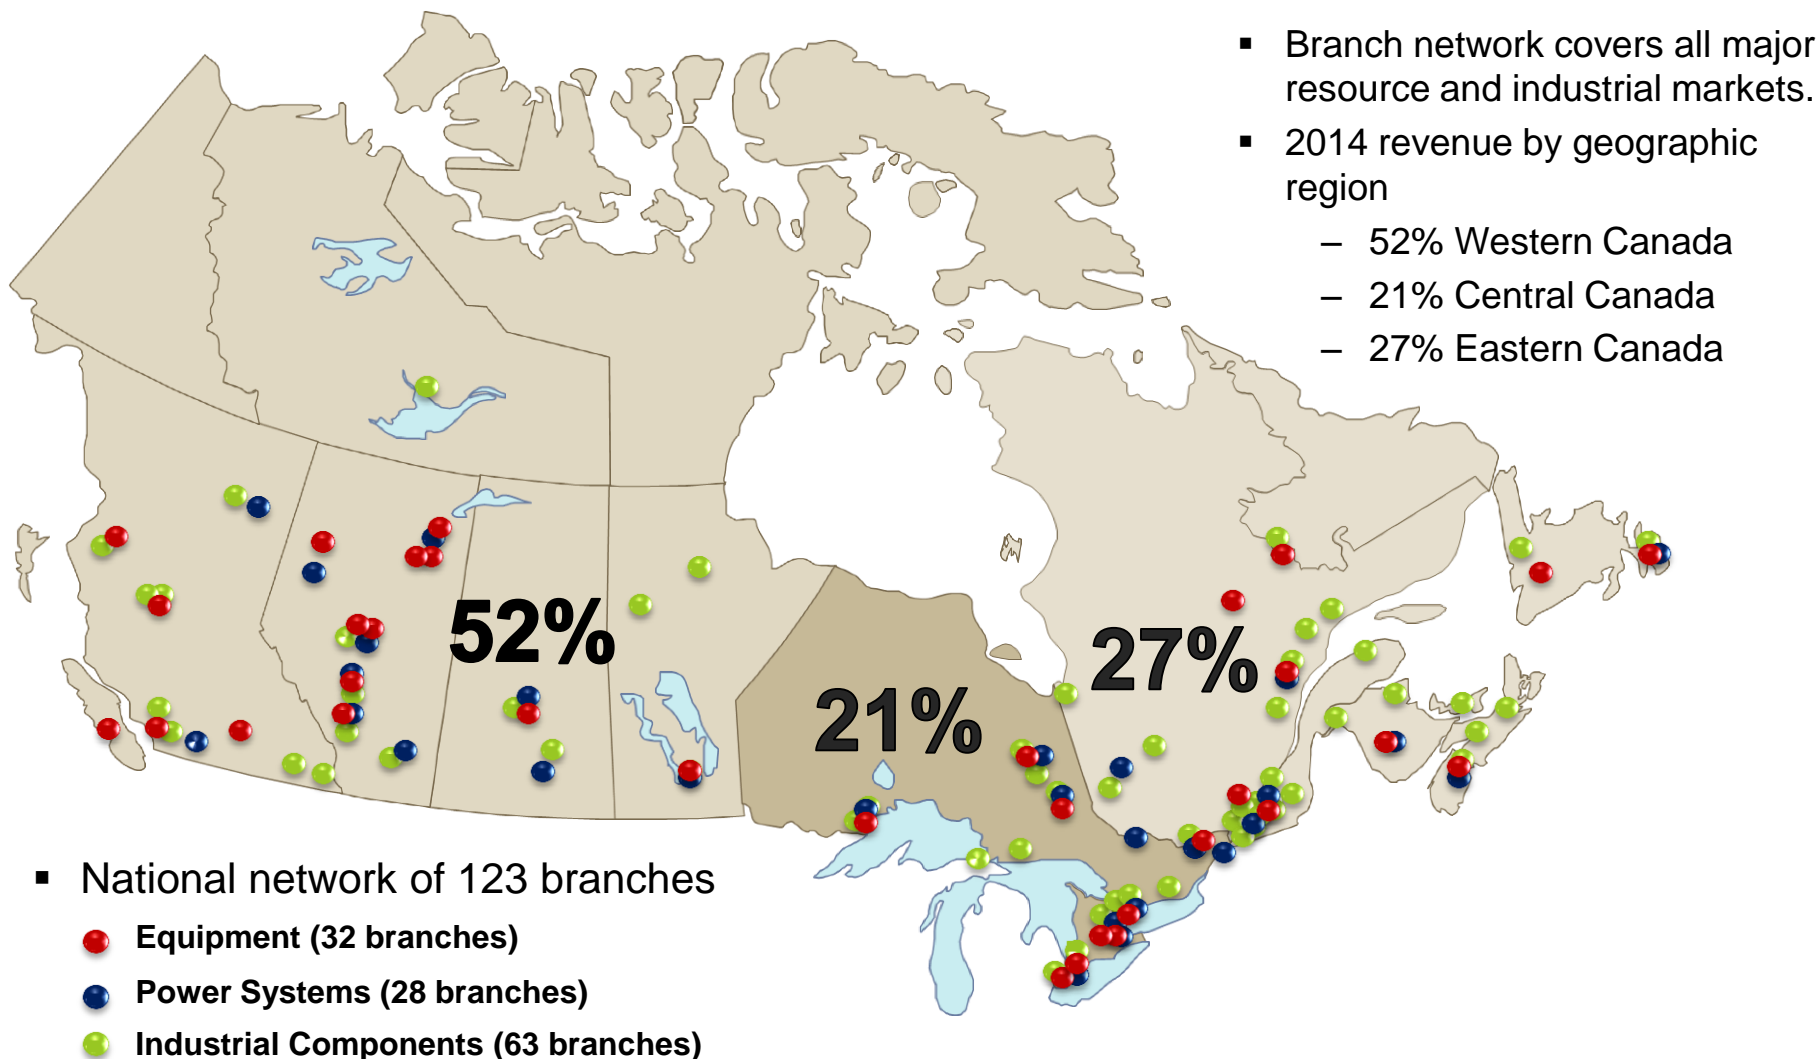 ▪ Branch network covers all major
resource and industrial markets.
▪ 2014 revenue by geographic
region
– 52% Western Canada
– 21% Central Canada
– 27% Eastern Canada
52%
27%
21%
▪ National network of 123 branches
Equipment (32 branches)
Power Systems (28 branches)
Industrial Components (63 branches)